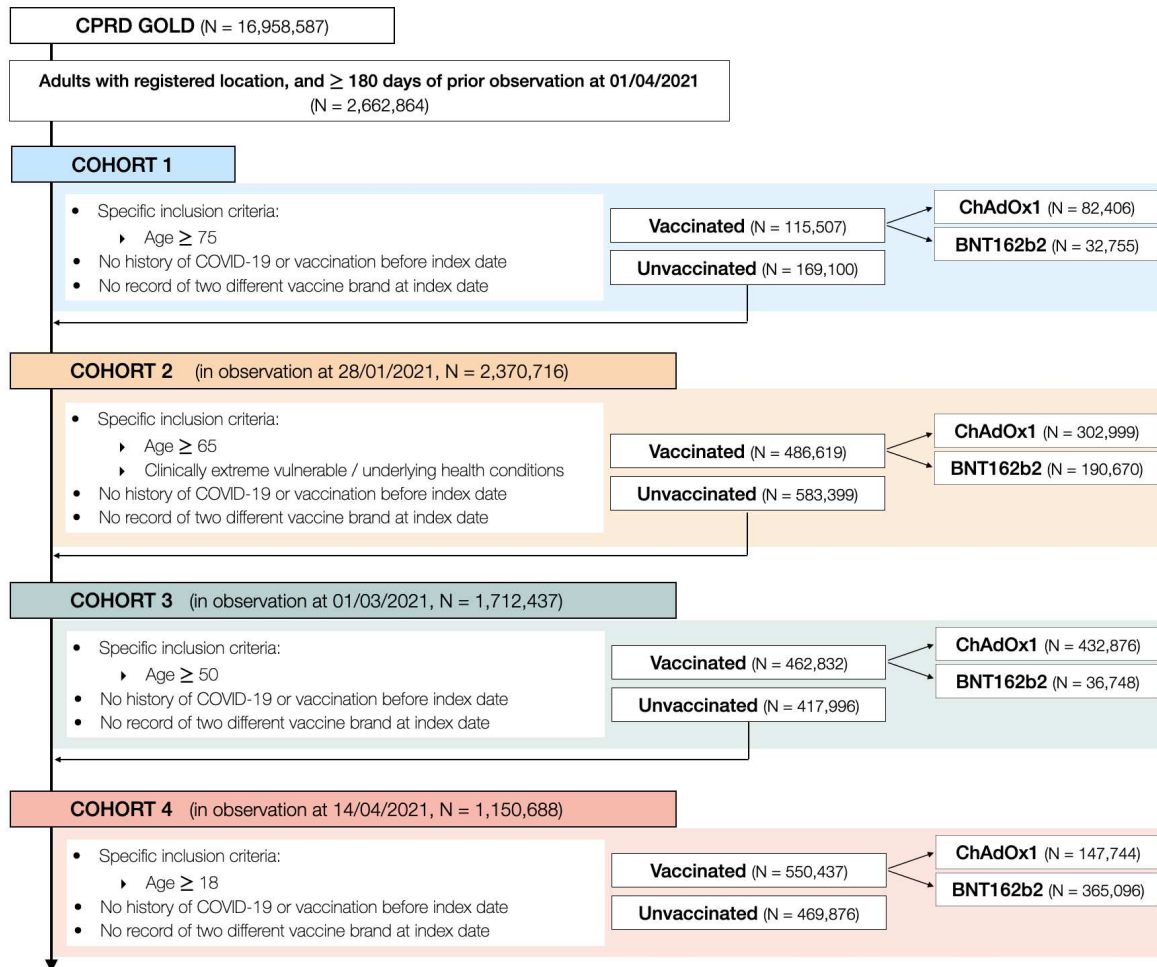 CPRD GOLD (N = 16,958,587)
Adults with registered location, and ≥ 180 days of prior observation at 01/04/2021
(N = 2,662,864)
COHORT 1
• Specific inclusion criteria:
‣ Age ≥ 75
• No history of COVID-19 or vaccination before index date
• No record of two different vaccine brand at index date
Vaccinated (N = 115,507)
Unvaccinated (N = 169,100)
ChAdOx1 (N = 82,406)
BNT162b2 (N = 32,755)
COHORT 2 (in observation at 28/01/2021, N = 2,370,716)
• Specific inclusion criteria:
‣ Age ≥ 65
‣ Clinically extreme vulnerable / underlying health conditions
• No history of COVID-19 or vaccination before index date
• No record of two different vaccine brand at index date
Vaccinated (N = 486,619)
Unvaccinated (N = 583,399)
ChAdOx1 (N = 302,999)
BNT162b2 (N = 190,670)
COHORT 3 (in observation at 01/03/2021, N = 1,712,437)
• Specific inclusion criteria:
‣ Age ≥ 50
• No history of COVID-19 or vaccination before index date
• No record of two different vaccine brand at index date
Vaccinated (N = 462,832)
Unvaccinated (N = 417,996)
ChAdOx1 (N = 432,876)
BNT162b2 (N = 36,748)
COHORT 4 (in observation at 14/04/2021, N = 1,150,688)
• Specific inclusion criteria:
‣ Age ≥ 18
• No history of COVID-19 or vaccination before index date
• No record of two different vaccine brand at index date
Vaccinated (N = 550,437)
Unvaccinated (N = 469,876)
ChAdOx1 (N = 147,744)
BNT162b2 (N = 365,096)